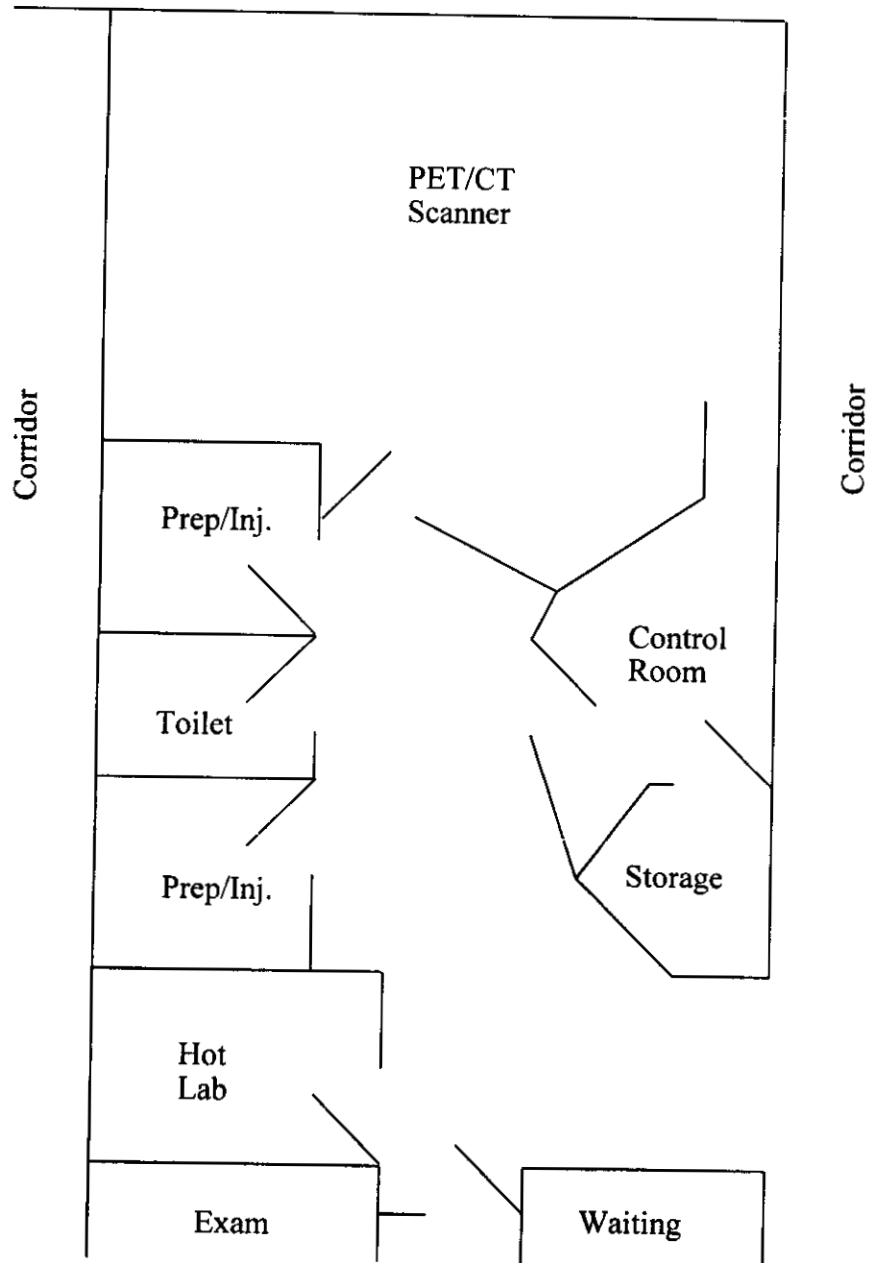 PET/CT
Scanner
Corridor
Corridor
Prep/Inj.
Control
Room
Toilet
Prep/Inj.
Storage
Hot
Lab
Exam
Waiting